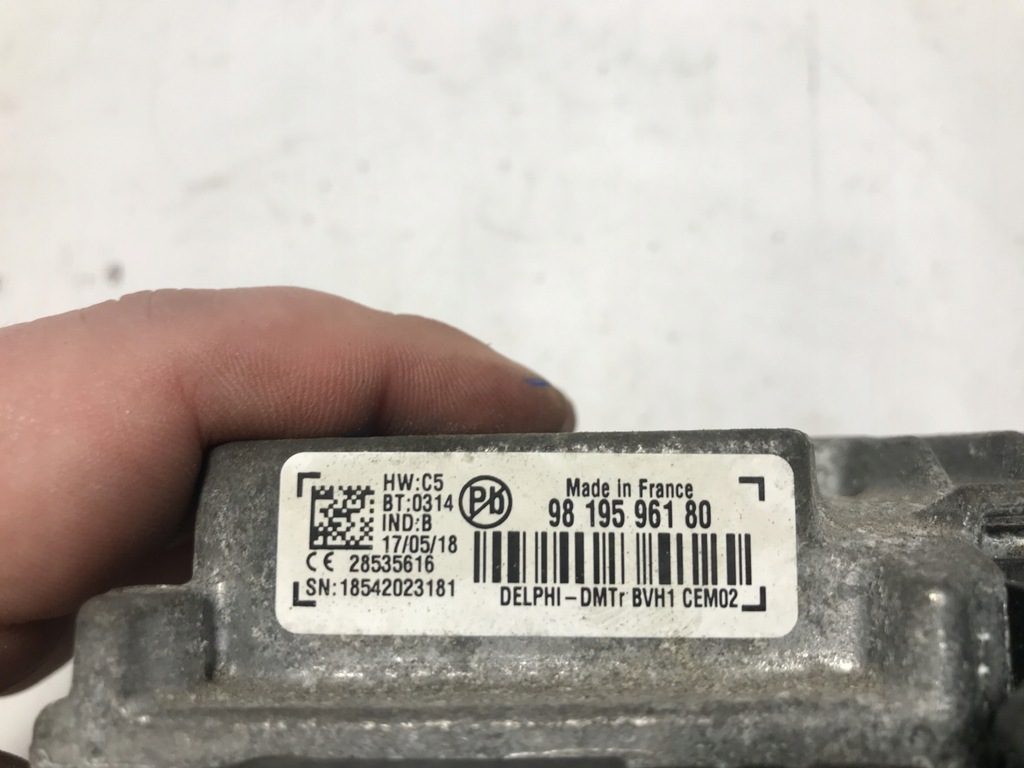 HW:C5
BT:0314
IND:B
17/05/18
CE 28535616
SN:18542023181
Pb
Made in France
98 195 961 80
DELPHI-DMTr BVH1 CEM02